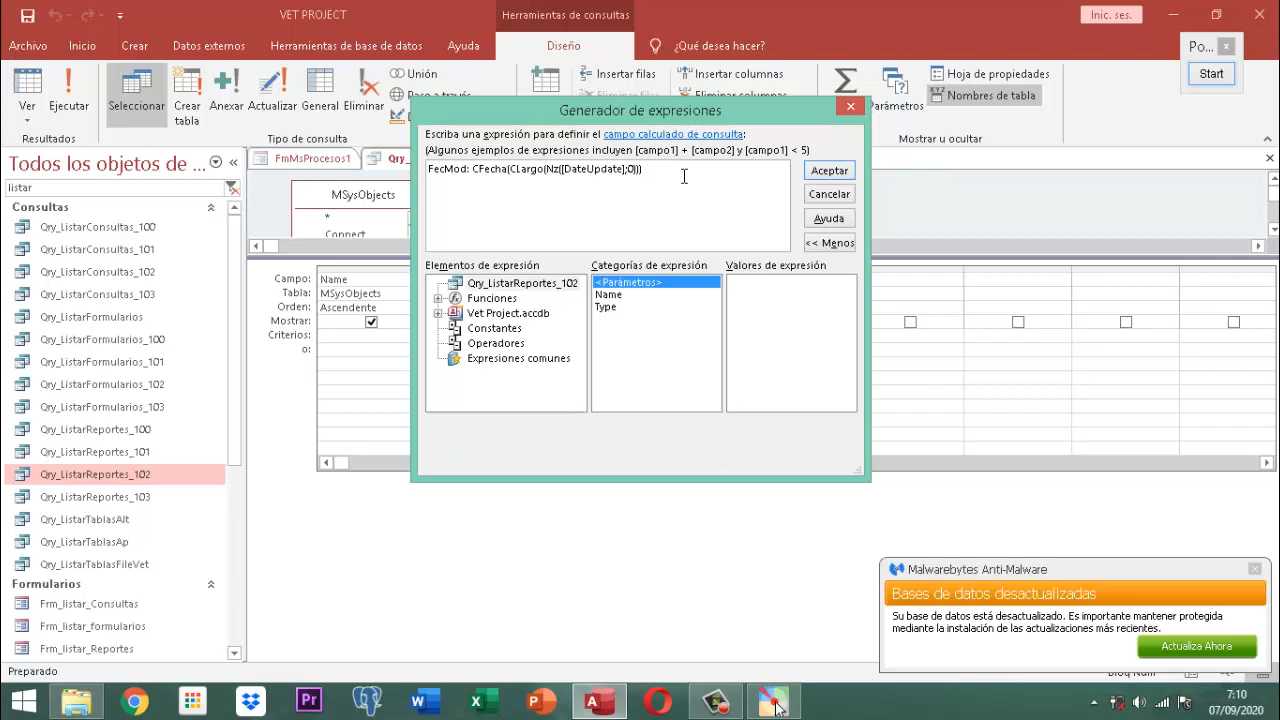 VET PROJECT
Herramientas de consultas
Inic. ses.
Archivo
Inicio
Crear
Datos externos
Herramientas de base de datos
Ayuda
Diseño
¿Qué desea hacer?
Po...
Start
Ver
Ejecutar
Seleccionar
Crear tabla
Anexar
Actualizar
General
Eliminar
Unión
Paso a través
Insertar filas
Eliminar filas
Insertar columnas
Eliminar columnas
Parámetros
Hoja de propiedades
Nombres de tabla
Resultados
Tipo de consulta
Mostrar u ocultar
Todos los objetos de
listar
Consultas
Qry_ListarConsultas_100
Qry_ListarConsultas_101
Qry_ListarConsultas_102
Qry_ListarConsultas_103
Qry_ListarFormularios
Qry_ListarFormularios_100
Qry_ListarFormularios_101
Qry_ListarFormularios_102
Qry_ListarFormularios_103
Qry_ListarReportes_100
Qry_ListarReportes_101
Qry_ListarReportes_102
Qry_ListarReportes_103
Qry_ListarTablasAlt
Qry_ListarTablasAp
Qry_ListarTablasFileVet
Formularios
Frm_listar_Consultas
Frm_listar_formularios
Frm_listar_Reportes
FmMsProcesos1
Qry_
MSysObjects
*
Connect
Campo:
Name
Tabla:
MSysObjects
Orden:
Ascendente
Mostrar:
Criterios:
o:
Generador de expresiones
Escriba una expresión para definir el campo calculado de consulta:
(Algunos ejemplos de expresiones incluyen [campo1] + [campo2] y [campo1] < 5)
FecMod: CFecha(CLargo(Nz([DateUpdate];0)))
Aceptar
Cancelar
Ayuda
<< Menos
Elementos de expresión
Categorías de expresión
Valores de expresión
Qry_ListarReportes_102
Funciones
Vet Project.accdb
Constantes
Operadores
Expresiones comunes
<Parámetros>
Name
Type
Malwarebytes Anti-Malware
Bases de datos desactualizadas
Su base de datos está desactualizado. Es importante mantener protegida
mediante la instalación de las actualizaciones más recientes.
Actualiza Ahora
Preparado
Bloq Num
7:10
07/09/2020